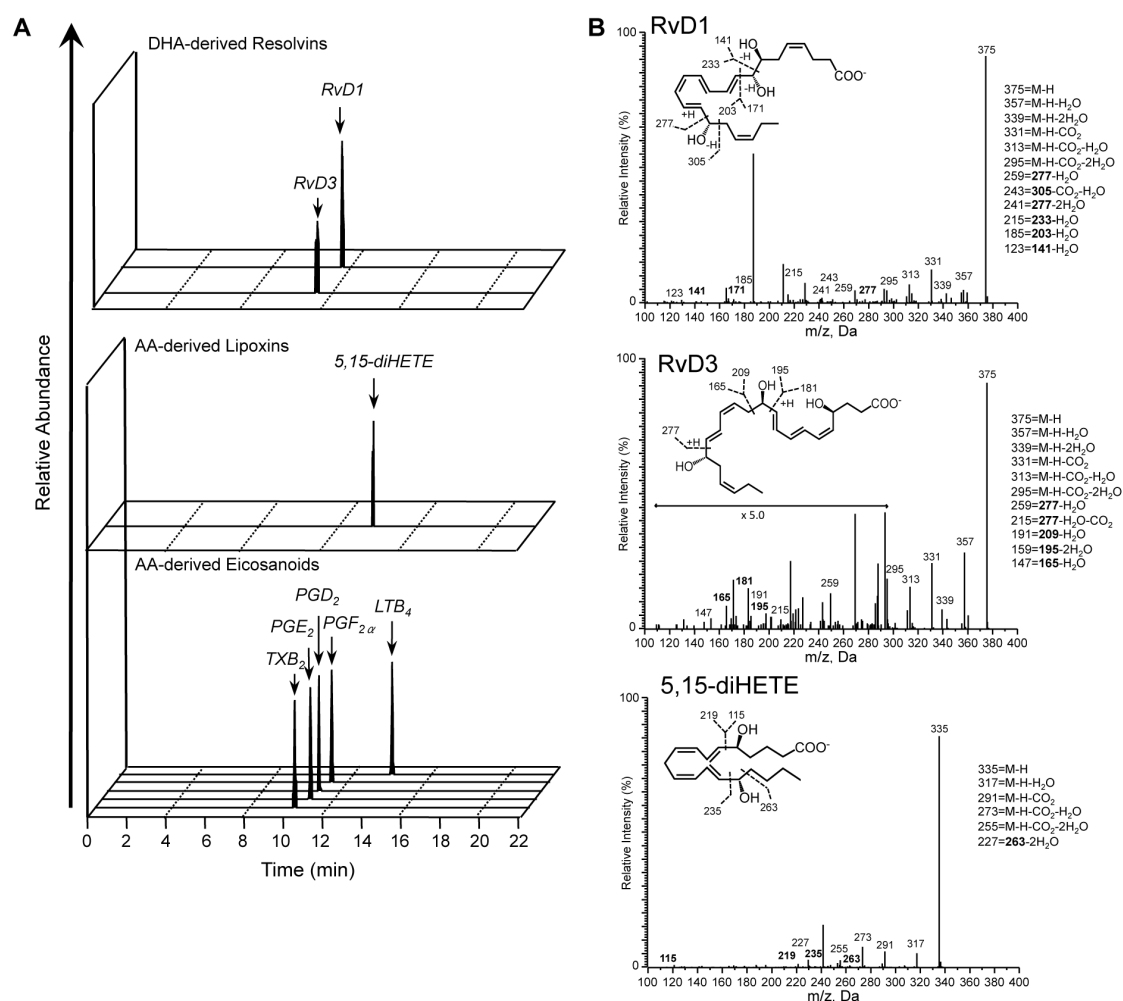 A
Relative Abundance
DHA-derived Resolvins
RvD1
RvD3
AA-derived Lipoxins
5,15-diHETE
AA-derived Eicosanoids
PGD2
PGE2
PGF2α
LTB4
TXB2
0 2 4 6 8 10 12 14 16 18 20 22
Time (min)
B
RvD1
100
Relative Intensity (%)
0
141
HO
-H
233
COO-
-H
OH
203
171
+H
277
HO
-H
305
375
123
141
171
185
215
241
243
259
277
295
313
331
339
357
100 120 140 160 180 200 220 240 260 280 300 320 340 360 380 400
m/z, Da
375=M-H
357=M-H-H2O
339=M-H-2H2O
331=M-H-CO2
313=M-H-CO2-H2O
295=M-H-CO2-2H2O
259=277-H2O
243=305-CO2-H2O
241=277-2H2O
215=233-H2O
185=203-H2O
123=141-H2O
RvD3
100
Relative Intensity (%)
0
209
195
165
OH
181
+H
HO
COO-
277
+H
HO
x 5.0
375
147
165
181
191
195
215
259
295
313
331
339
357
100 120 140 160 180 200 220 240 260 280 300 320 340 360 380 400
m/z, Da
375=M-H
357=M-H-H2O
339=M-H-2H2O
331=M-H-CO2
313=M-H-CO2-H2O
295=M-H-CO2-2H2O
259=277-H2O
215=277-H2O-CO2
191=209-H2O
159=195-2H2O
147=165-H2O
5,15-diHETE
100
Relative Intensity (%)
0
219
115
OH
COO-
235
OH
263
335
115
219
227
235
255
263
273
291
317
100 120 140 160 180 200 220 240 260 280 300 320 340 360 380 400
m/z, Da
335=M-H
317=M-H-H2O
291=M-H-CO2
273=M-H-CO2-H2O
255=M-H-CO2-2H2O
227=263-2H2O